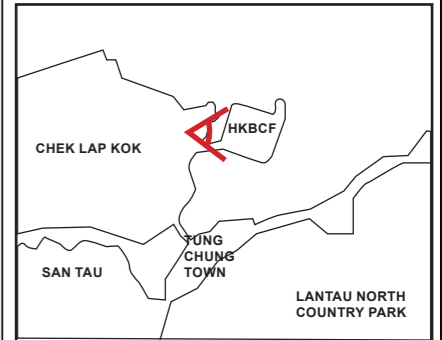 HKBCF
CHEK LAP KOK
TUNG
CHUNG
TOWN
SAN TAU
LANTAU NORTH
COUNTRY PARK